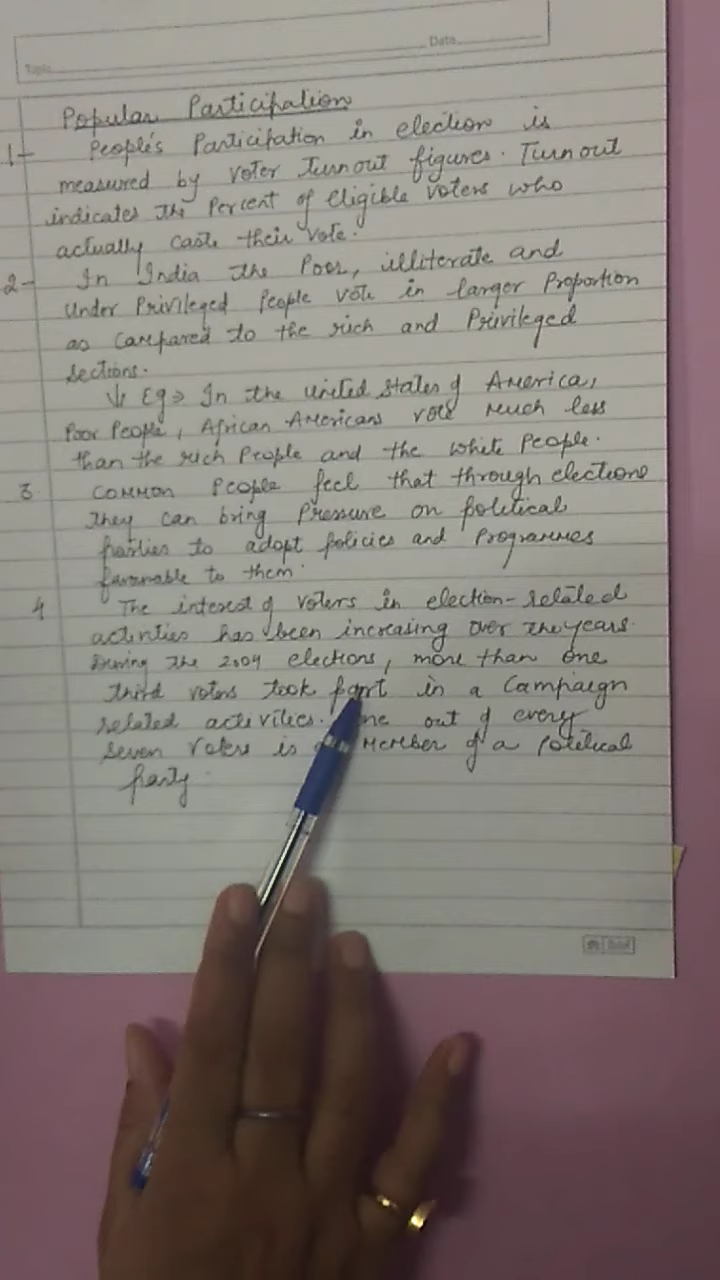 Topic Date
Popular Participation
1- People's Participation in election is
measured by voter Turnout figures. Turnout
indicates the Percent of Eligible voters who
actually caste their vote.
2- In India the Poor, illiterate and
Under Privileged People Vote in larger Proportion
as compared to the rich and Privileged
sections.
↓ Eg → In the united States of America,
Poor People, African Americans vote much less
than the rich People and the white People.
3 Common People feel that through elections
They can bring Pressure on political
parties to adopt policies and Programmes
favourable to them.
4 The interest of voters in election-related
activities has been increasing over the years.
During the 2004 elections, more than one
third voters took part in a Campaign
related activities. out of every
Seven Voters is a Member of a political
party.